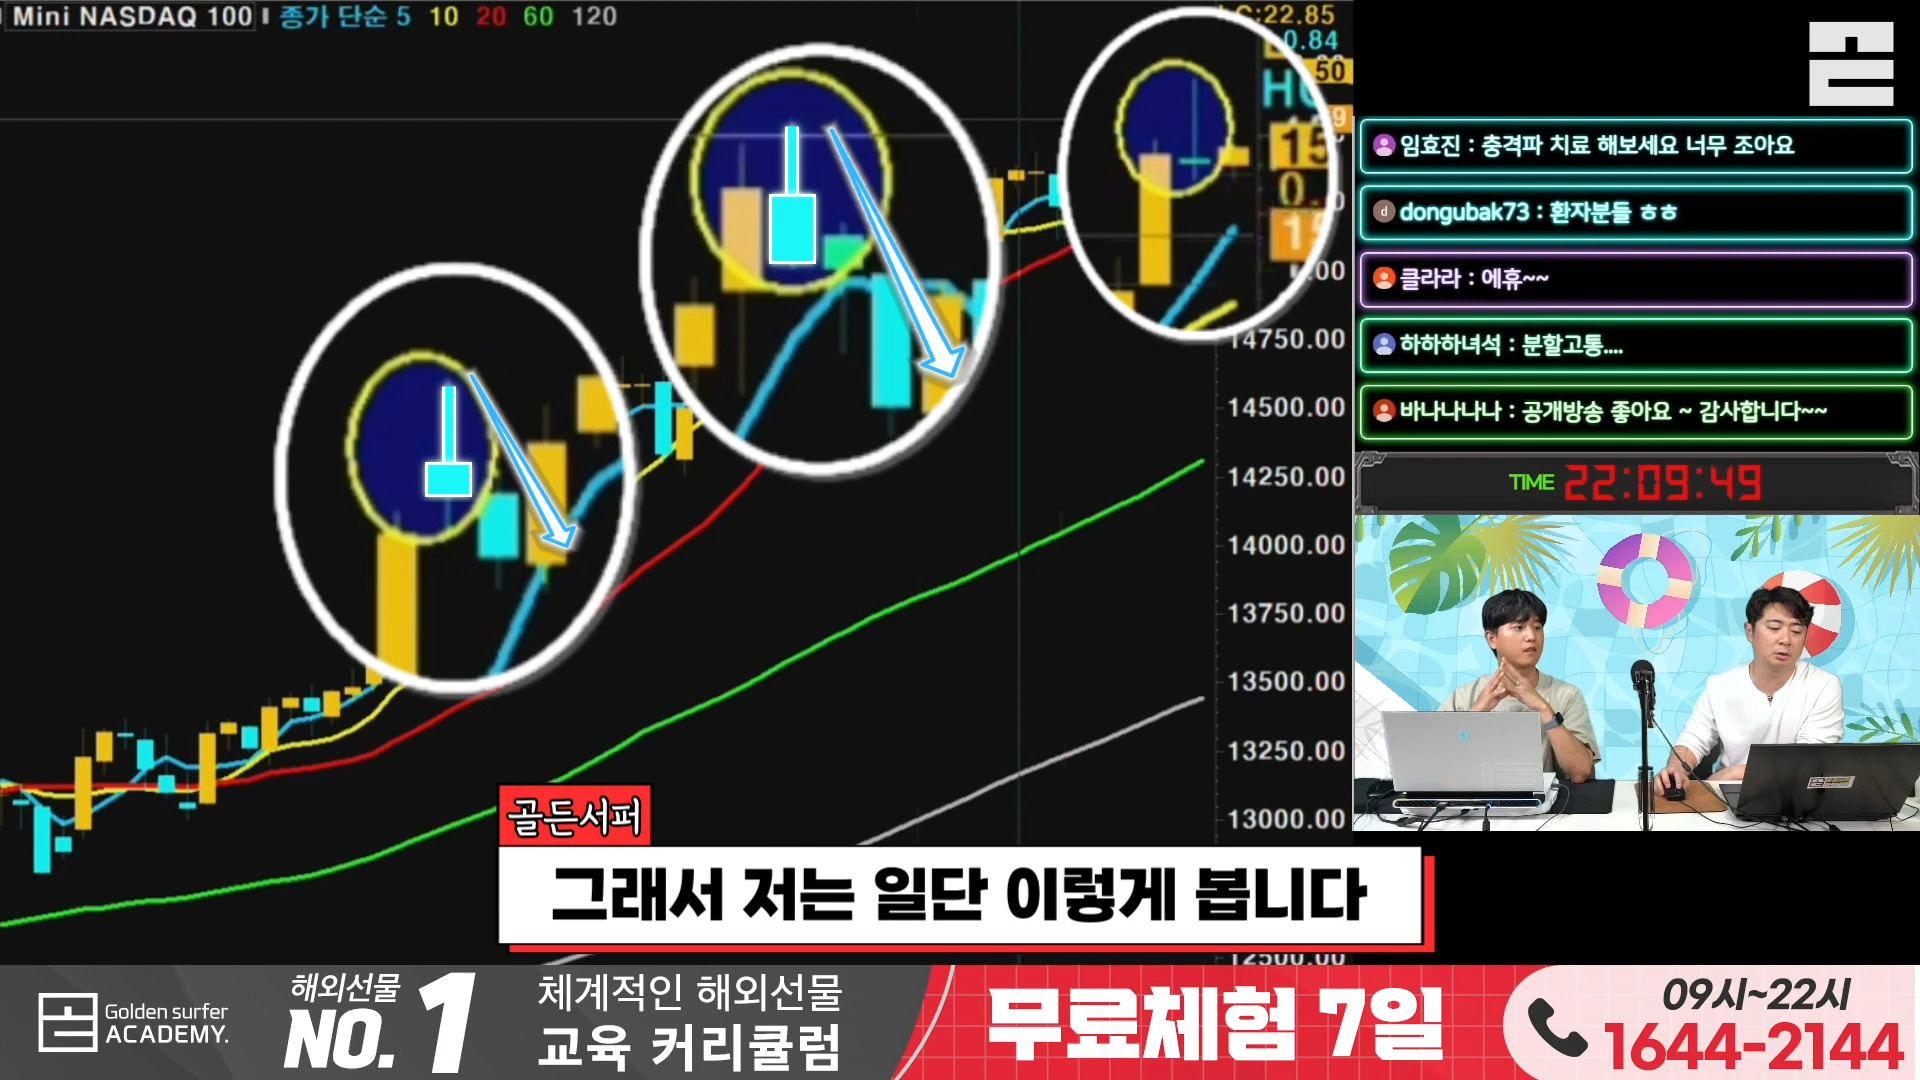 Mini NASDAQ 100 종가 단순 5 10 20 60 120
:22.85
0.84
50
14750.00
14500.00
14250.00
14000.00
13750.00
13500.00
13250.00
13000.00
12500.00
임효진 : 충격파 치료 해보세요 너무 조아요
d dongubak73 : 환자분들 ㅎㅎ
클라라 : 에휴~~
하하하녀석 : 분할고통....
바나나나나 : 공개방송 좋아요 ~ 감사합니다~~
TIME 22:09:49
골든서퍼
그래서 저는 일단 이렇게 봅니다
Golden surfer
ACADEMY.
해외선물
NO. 1
체계적인 해외선물
교육 커리큘럼
무료체험 7일
09시~22시
1644-2144